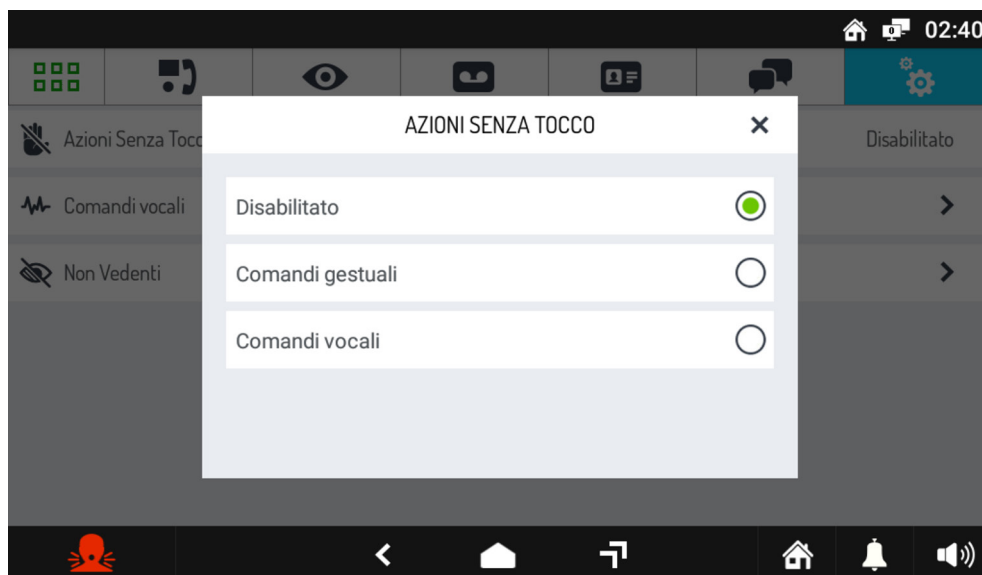 02:40
AZIONI SENZA TOCCO
Azioni Senza Tocc
Disabilitato
Disabilitato
Comandi vocali
Comandi gestuali
Non Vedenti
Comandi vocali